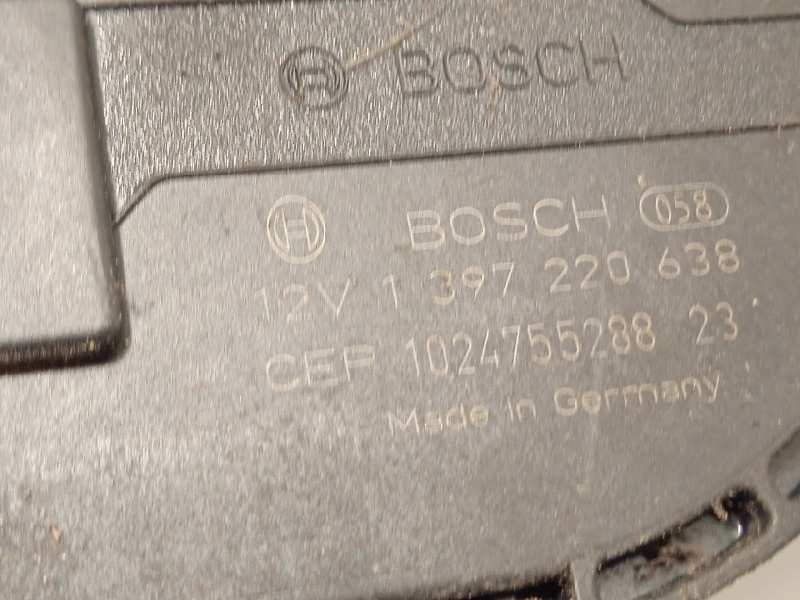 BOSCH
BOSCH 058
12V 1 397 220 638
CEP 1024755288 23
Made in Germany